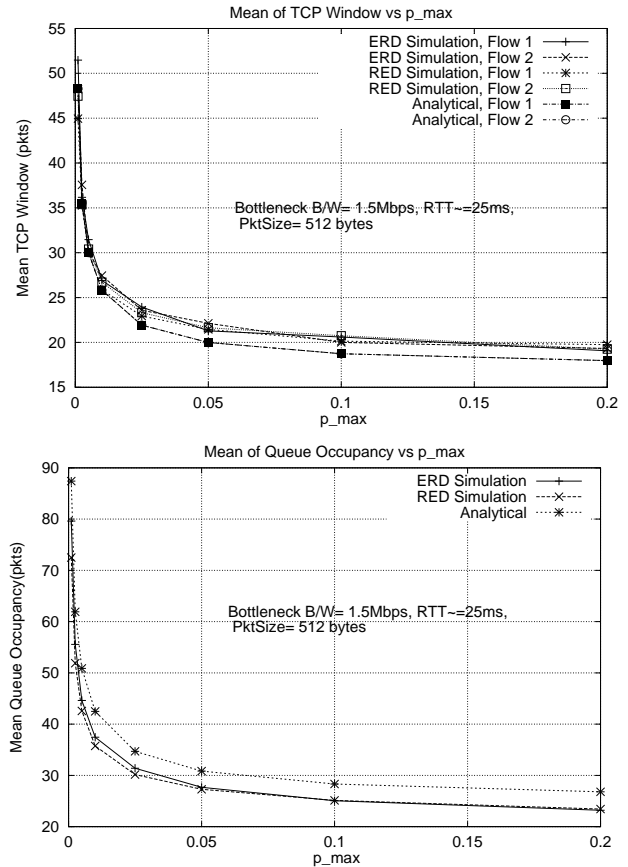 Mean of TCP Window vs p_max
55
50
45
40
35
30
25
20
15
Mean TCP Window (pkts)
ERD Simulation, Flow 1
ERD Simulation, Flow 2
RED Simulation, Flow 1
RED Simulation, Flow 2
Analytical, Flow 1
Analytical, Flow 2
Bottleneck B/W= 1.5Mbps, RTT~=25ms,
PktSize= 512 bytes
0 0.05 0.1 0.15 0.2
p_max
Mean of Queue Occupancy vs p_max
90
80
70
60
50
40
30
20
Mean Queue Occupancy(pkts)
ERD Simulation
RED Simulation
Analytical
Bottleneck B/W= 1.5Mbps, RTT~=25ms,
PktSize= 512 bytes
0 0.05 0.1 0.15 0.2
p_max